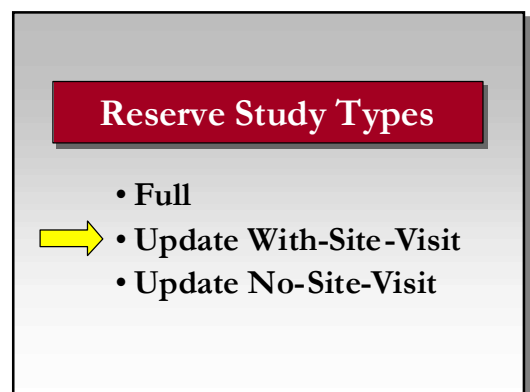 Reserve Study Types
• Full
• Update With-Site-Visit
• Update No-Site-Visit